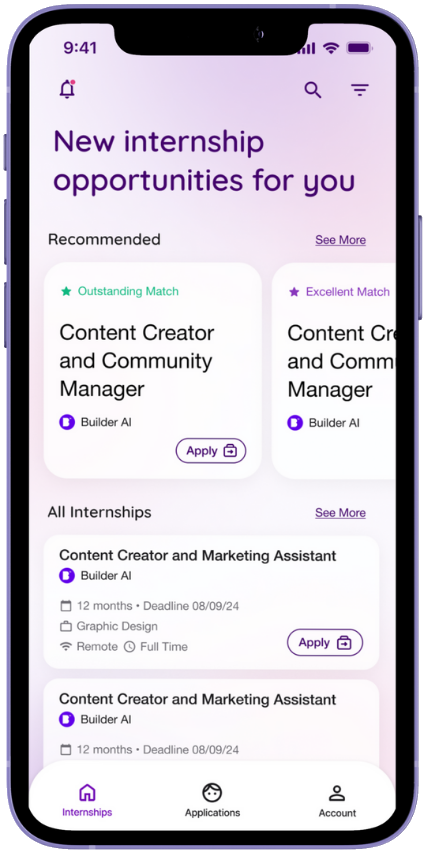 9:41
New internship
opportunities for you
Recommended
See More
Outstanding Match
Content Creator
and Community
Manager
Builder AI
Apply
Excellent Match
Content Cre
and Comm
Manager
Builder AI
All Internships
See More
Content Creator and Marketing Assistant
Builder AI
12 months • Deadline 08/09/24
Graphic Design
Remote Full Time
Apply
Content Creator and Marketing Assistant
Builder AI
12 months • Deadline 08/09/24
Internships
Applications
Account